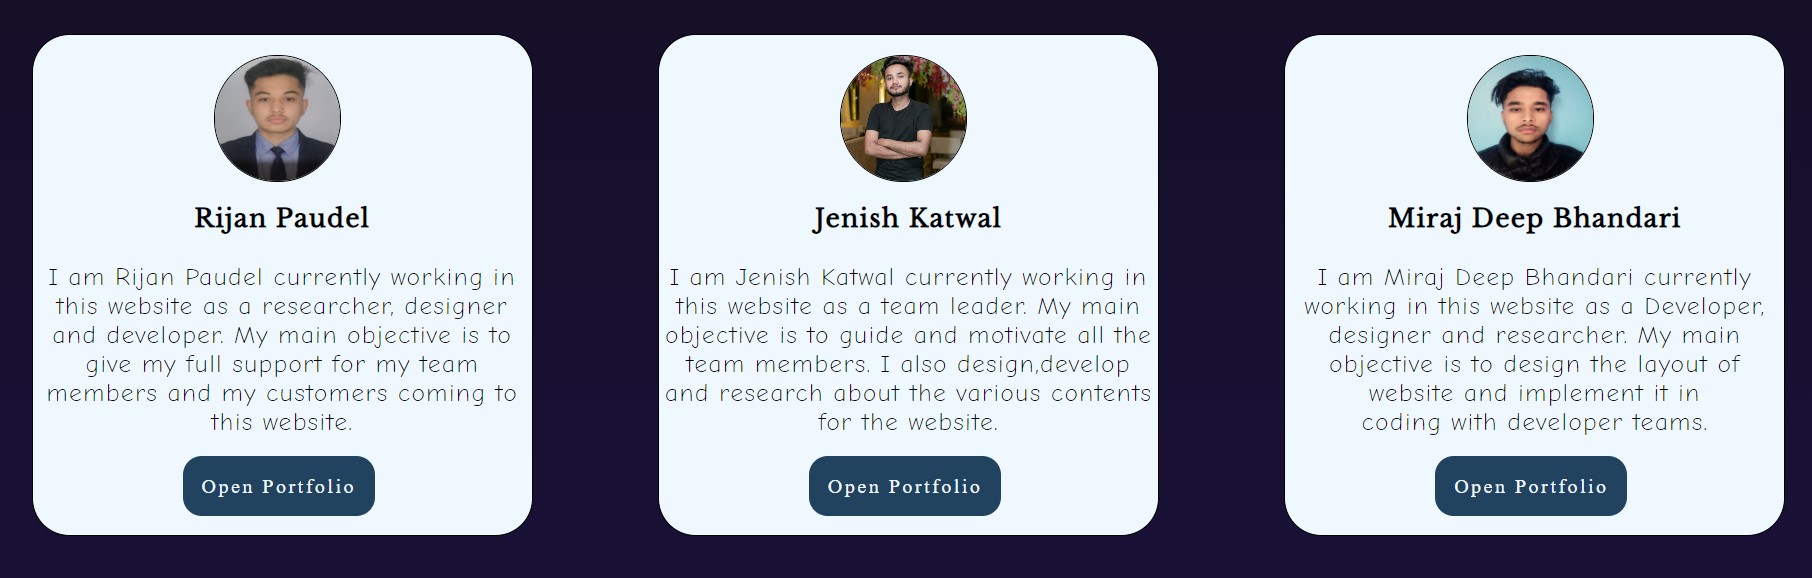 Rijan Paudel
I am Rijan Paudel currently working in
this website as a researcher, designer
and developer. My main objective is to
give my full support for my team
members and my customers coming to
this website.
Open Portfolio
Jenish Katwal
I am Jenish Katwal currently working in
this website as a team leader. My main
objective is to guide and motivate all the
team members. I also design,develop
and research about the various contents
for the website.
Open Portfolio
Miraj Deep Bhandari
I am Miraj Deep Bhandari currently
working in this website as a Developer,
designer and researcher. My main
objective is to design the layout of
website and implement it in
coding with developer teams.
Open Portfolio